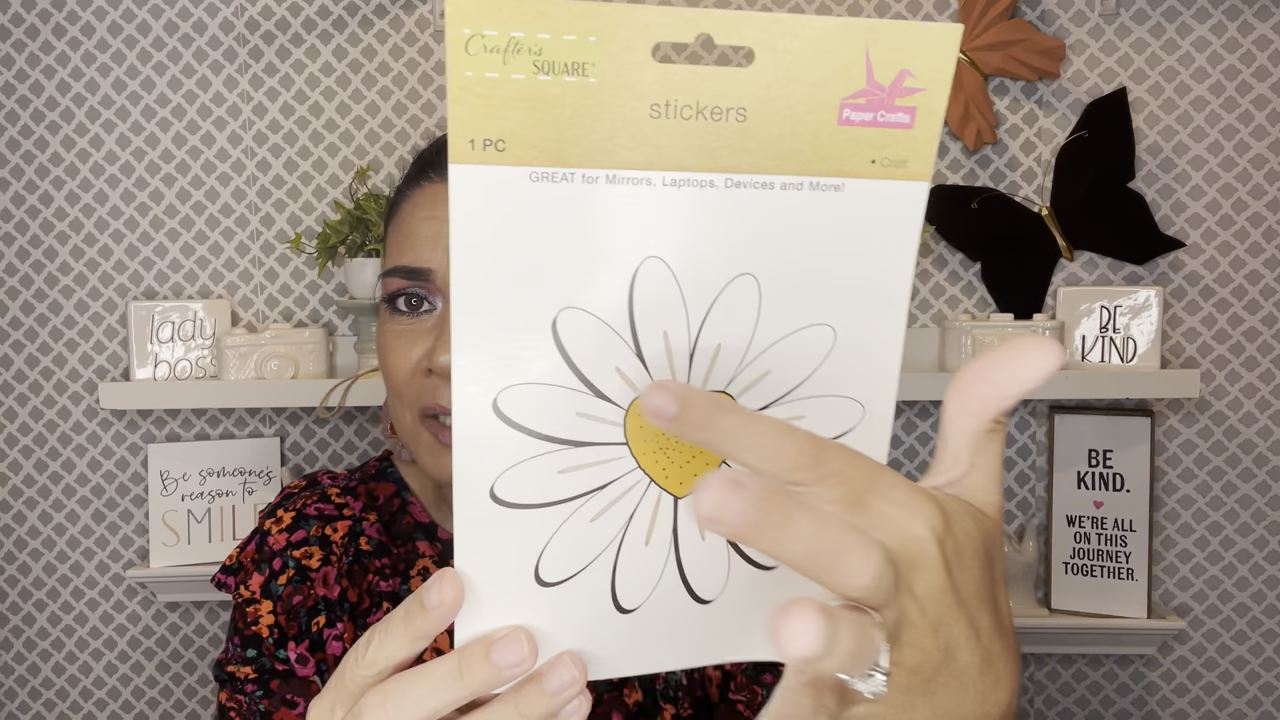 Crafter's
SQUARE
stickers
Paper Crafts
1 PC
GREAT for Mirrors, Laptops, Devices and More!
lady
boss
BE
KIND
Be someone's
reason to
SMILE
BE
KIND.
WE'RE ALL
ON THIS
JOURNEY
TOGETHER.